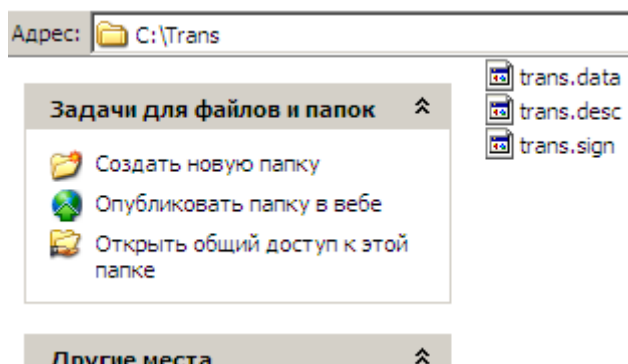 Адрес: C:\Trans
Задачи для файлов и папок
Создать новую папку
Опубликовать папку в вебе
Открыть общий доступ к этой
папке
Другие места
trans.data
trans.desc
trans.sign